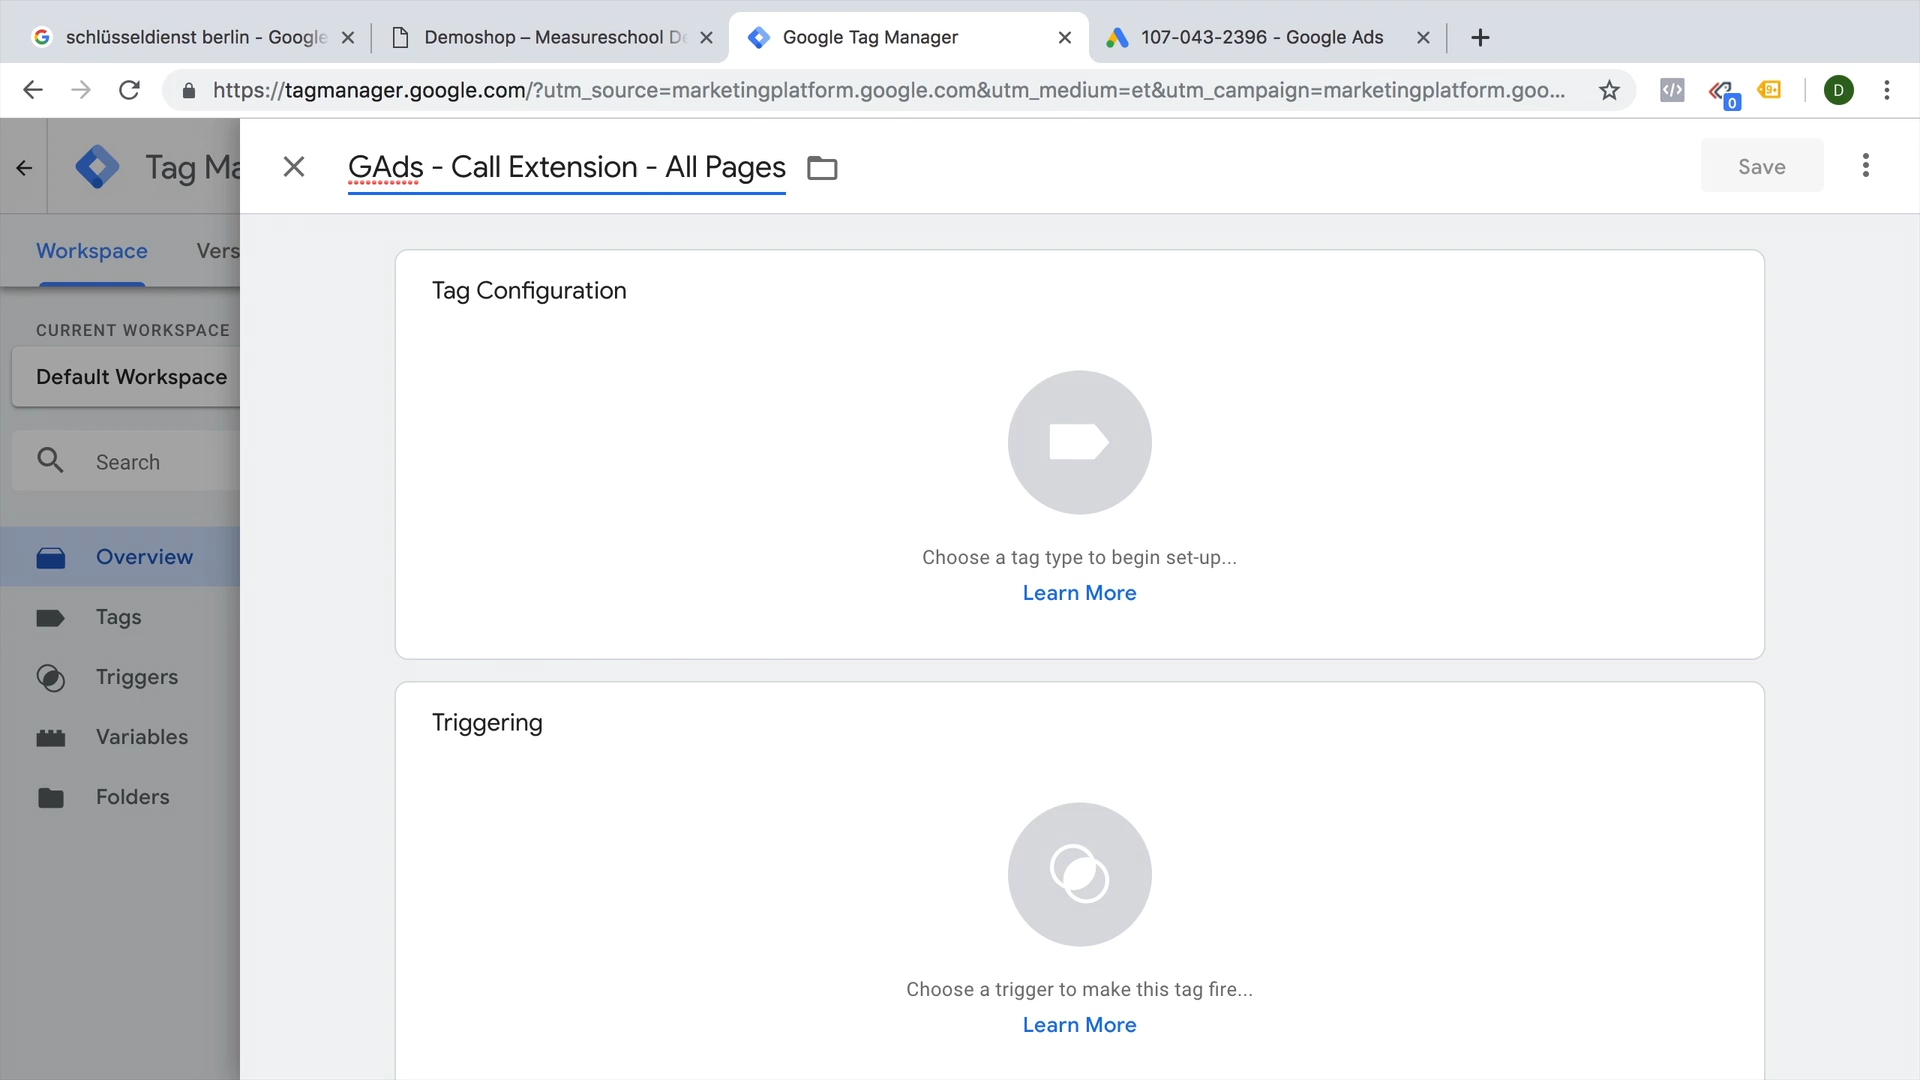 schlüsseldienst berlin - Google
Demoshop – Measureschool De
Google Tag Manager
107-043-2396 - Google Ads
https://tagmanager.google.com/?utm_source=marketingplatform.google.com&utm_medium=et&utm_campaign=marketingplatform.goo...
0
9+
D
Tag Ma
GAds - Call Extension - All Pages
Save
Workspace
Vers
CURRENT WORKSPACE
Default Workspace
Search
Overview
Tags
Triggers
Variables
Folders
Tag Configuration
Choose a tag type to begin set-up...
Learn More
Triggering
Choose a trigger to make this tag fire...
Learn More